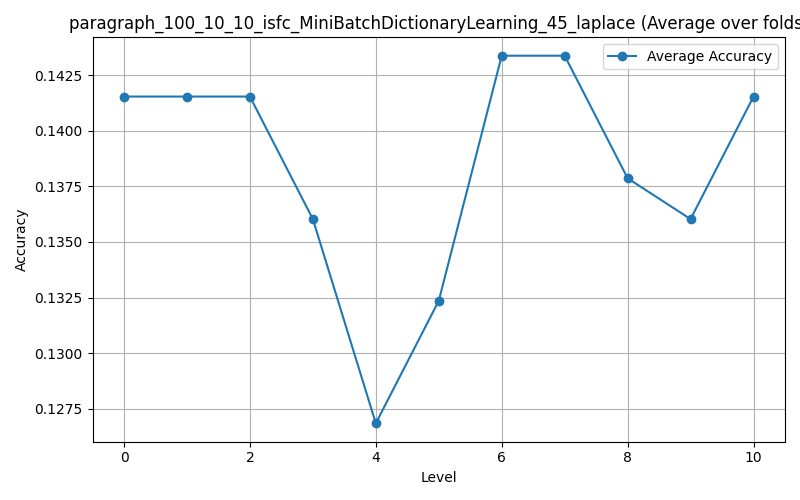 paragraph_100_10_10_isfc_MiniBatchDictionaryLearning_45_laplace (Average over folds
Average Accuracy
0.1425
0.1400
0.1375
0.1350
0.1325
0.1300
0.1275
Accuracy
0 2 4 6 8 10
Level